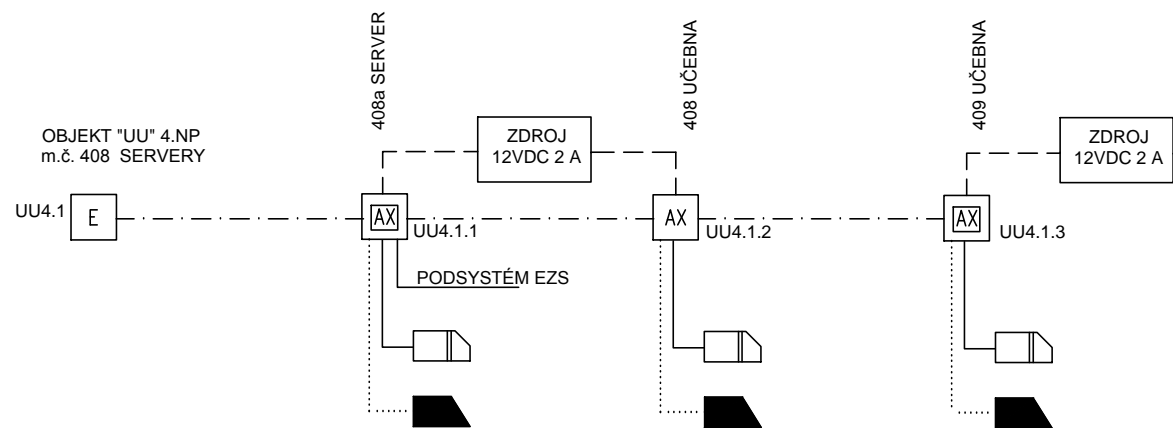 408a SERVER
408 UČEBNA
409 UČEBNA
OBJEKT "UU" 4.NP
m.č. 408 SERVERY
ZDROJ
12VDC 2 A
ZDROJ
12VDC 2 A
UU4.1
E
AX
UU4.1.1
AX
UU4.1.2
AX
UU4.1.3
PODSYSTÉM EZS